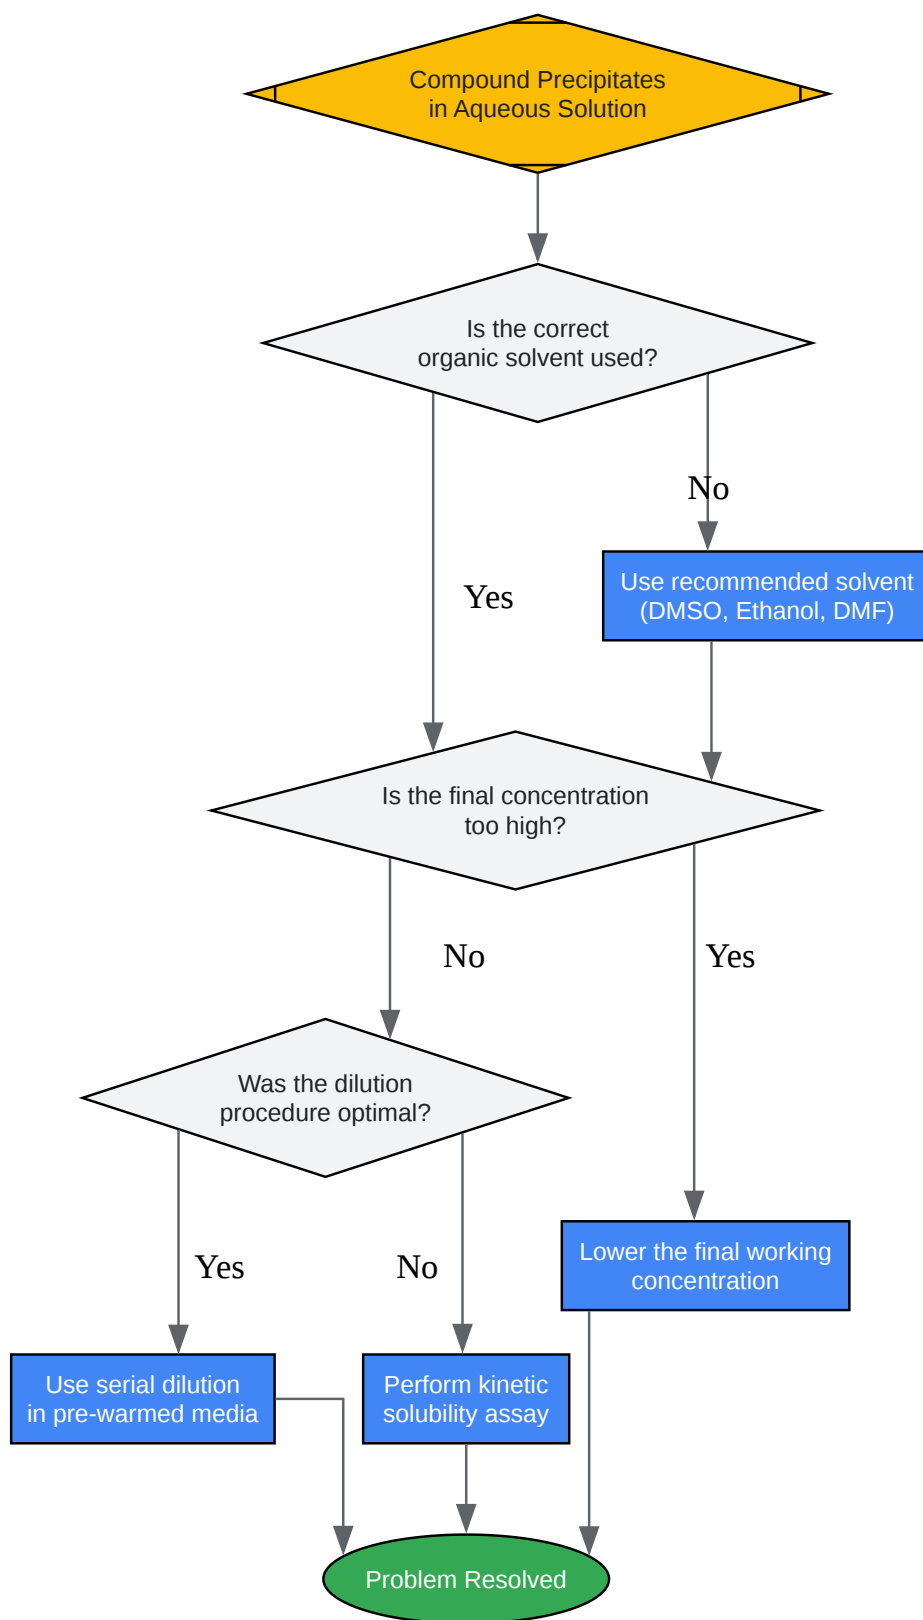 Compound Precipitates
in Aqueous Solution
Is the correct
organic solvent used?
No
Use recommended solvent
(DMSO, Ethanol, DMF)
Yes
Is the final concentration
too high?
No
Yes
Was the dilution
procedure optimal?
Lower the final working
concentration
Yes
No
Use serial dilution
in pre-warmed media
Perform kinetic
solubility assay
Problem Resolved